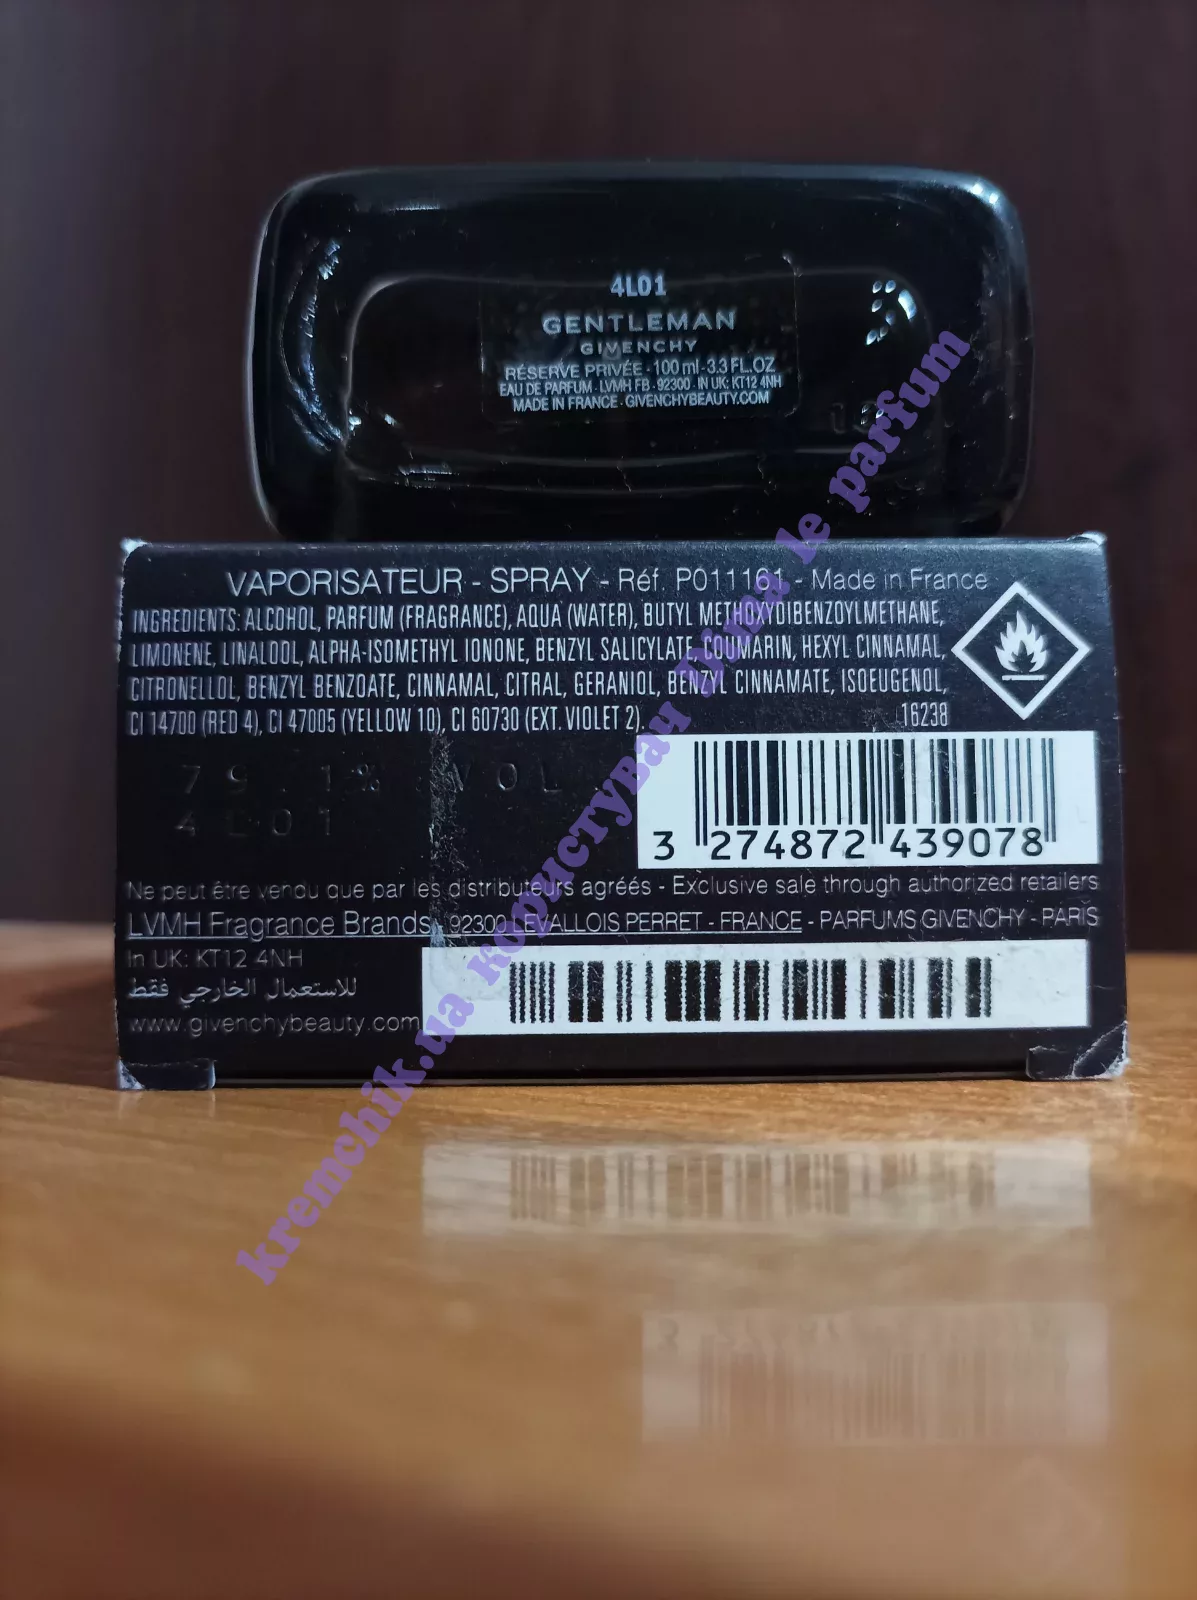 4L01
GENTLEMAN
GIVENCHY
RÉSERVE PRIVÉE - 100 ml - 3.3 FL.OZ
EAU DE PARFUM - LVMH FB - 92300 - IN UK: KT12 4NH
MADE IN FRANCE - GIVENCHYBEAUTY.COM
VAPORISATEUR - SPRAY - Réf. P011161 - Made in France
INGREDIENTS: ALCOHOL, PARFUM (FRAGRANCE), AQUA (WATER), BUTYL METHOXYDIBENZOYLMETHANE,
LIMONENE, LINALOOL, ALPHA-ISOMETHYL IONONE, BENZYL SALICYLATE, COUMARIN, HEXYL CINNAMAL,
CITRONELLOL, BENZYL BENZOATE, CINNAMAL, CITRAL, GERANIOL, BENZYL CINNAMATE, ISOEUGENOL,
CI 14700 (RED 4), CI 47005 (YELLOW 10), CI 60730 (EXT. VIOLET 2). 16238
79.1% VOL
4L01
3 274872 439078
Ne peut être vendu que par les distributeurs agréés - Exclusive sale through authorized retailers
LVMH Fragrance Brands, 92300 LEVALLOIS PERRET - FRANCE - PARFUMS GIVENCHY - PARIS
In UK: KT12 4NH
للاستعمال الخارجي فقط
www.givenchybeauty.com
kremchik.ua користувач Dima le parfum